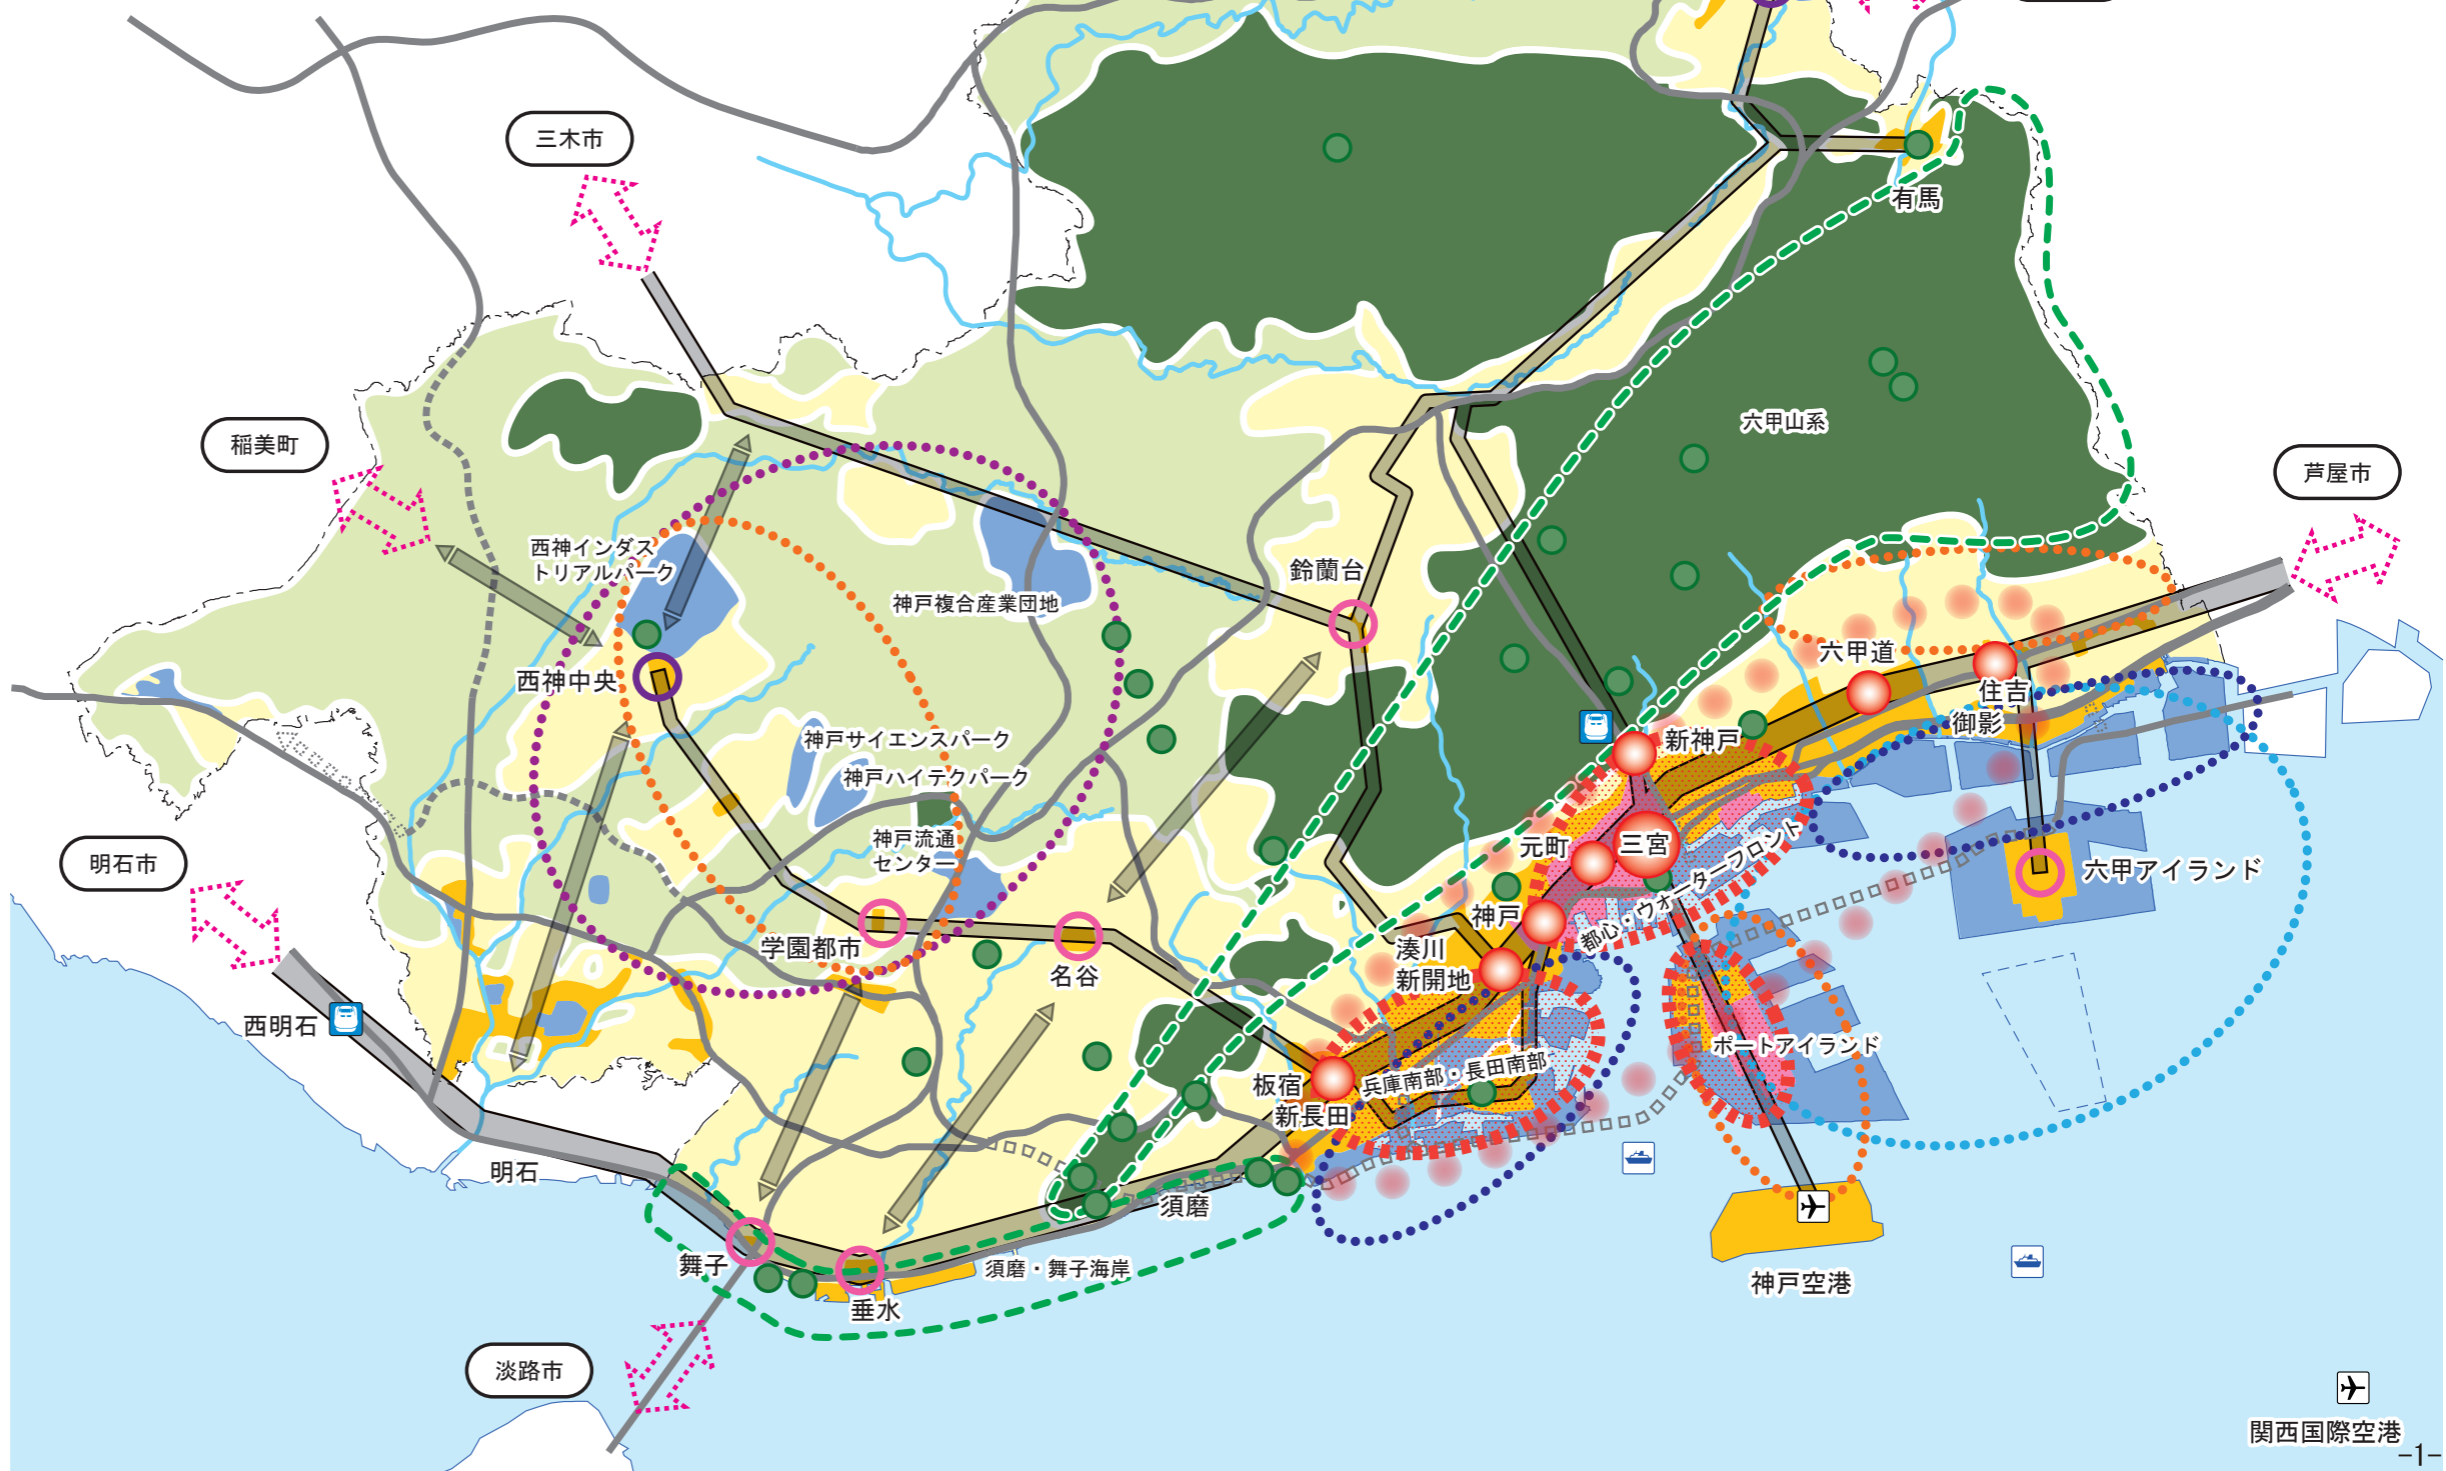 三木市
有馬
六甲山系
稲美町
芦屋市
西神インダス
トリアルパーク
鈴蘭台
神戸複合産業団地
西神中央
六甲道
住吉
御影
神戸サイエンスパーク
新神戸
神戸ハイテクパーク
神戸流通
センター
元町
三宮
明石市
六甲アイランド
都心・ウォーターフロント
神戸
学園都市
湊川
新開地
名谷
西明石
ポートアイランド
兵庫南部・長田南部
板宿
新長田
明石
須磨
舞子
須磨・舞子海岸
神戸空港
垂水
淡路市
関西国際空港
-1-